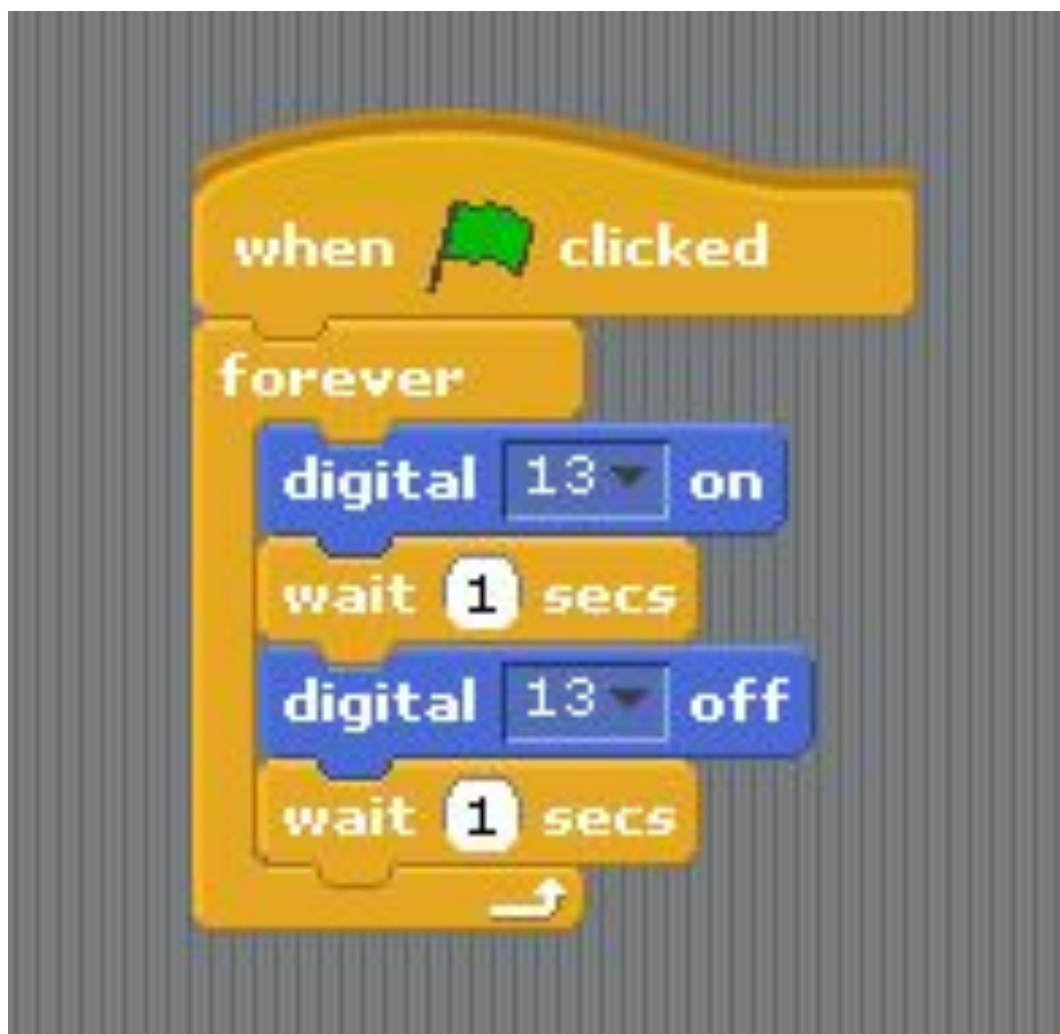 when clicked
forever
digital 13 on
wait 1 secs
digital 13 off
wait 1 secs